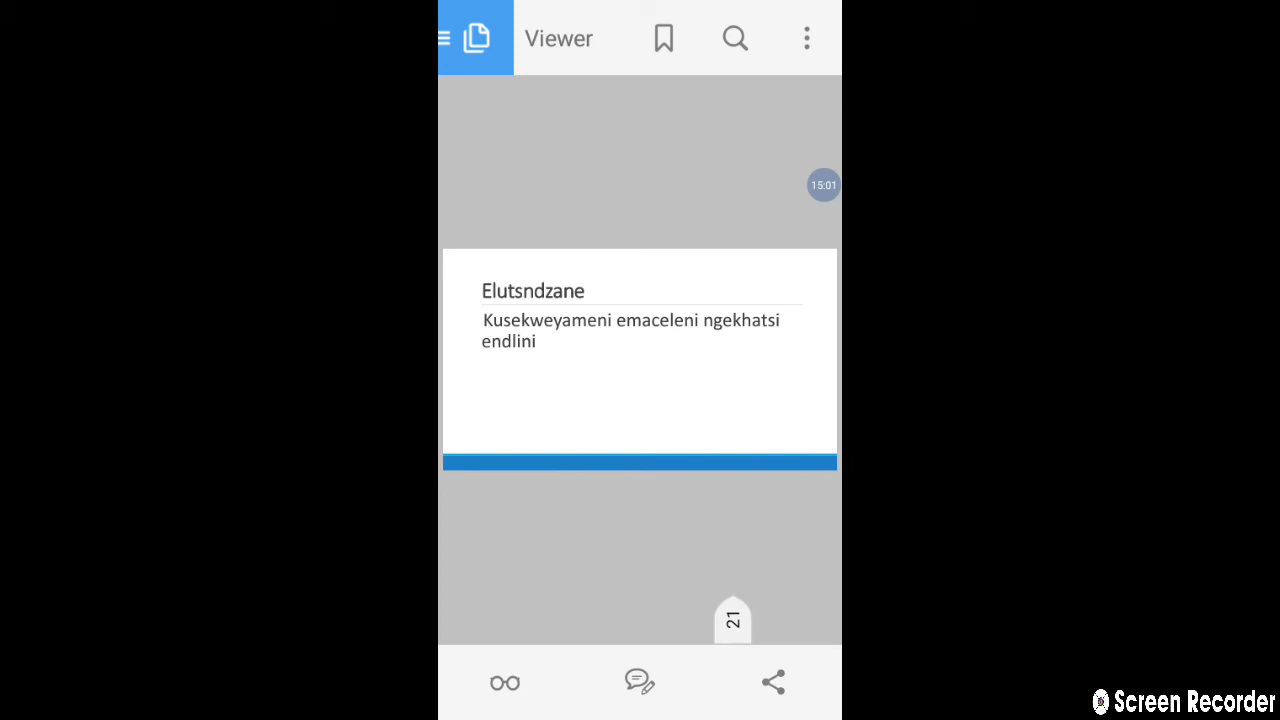 Viewer
15:01
Elutsndzane
Kusekweyameni emaceleni ngekhatsi
endlini
21
Screen Recorder